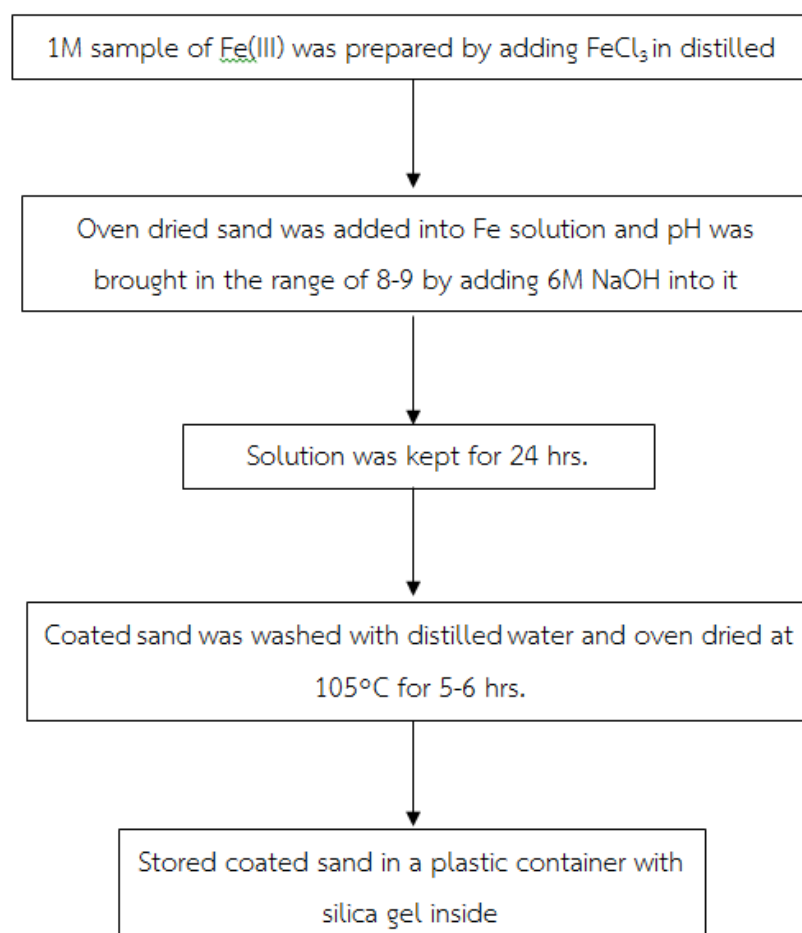 1M sample of Fe(III) was prepared by adding FeCl₃ in distilled
Oven dried sand was added into Fe solution and pH was
brought in the range of 8-9 by adding 6M NaOH into it
Solution was kept for 24 hrs.
Coated sand was washed with distilled water and oven dried at
105°C for 5-6 hrs.
Stored coated sand in a plastic container with
silica gel inside